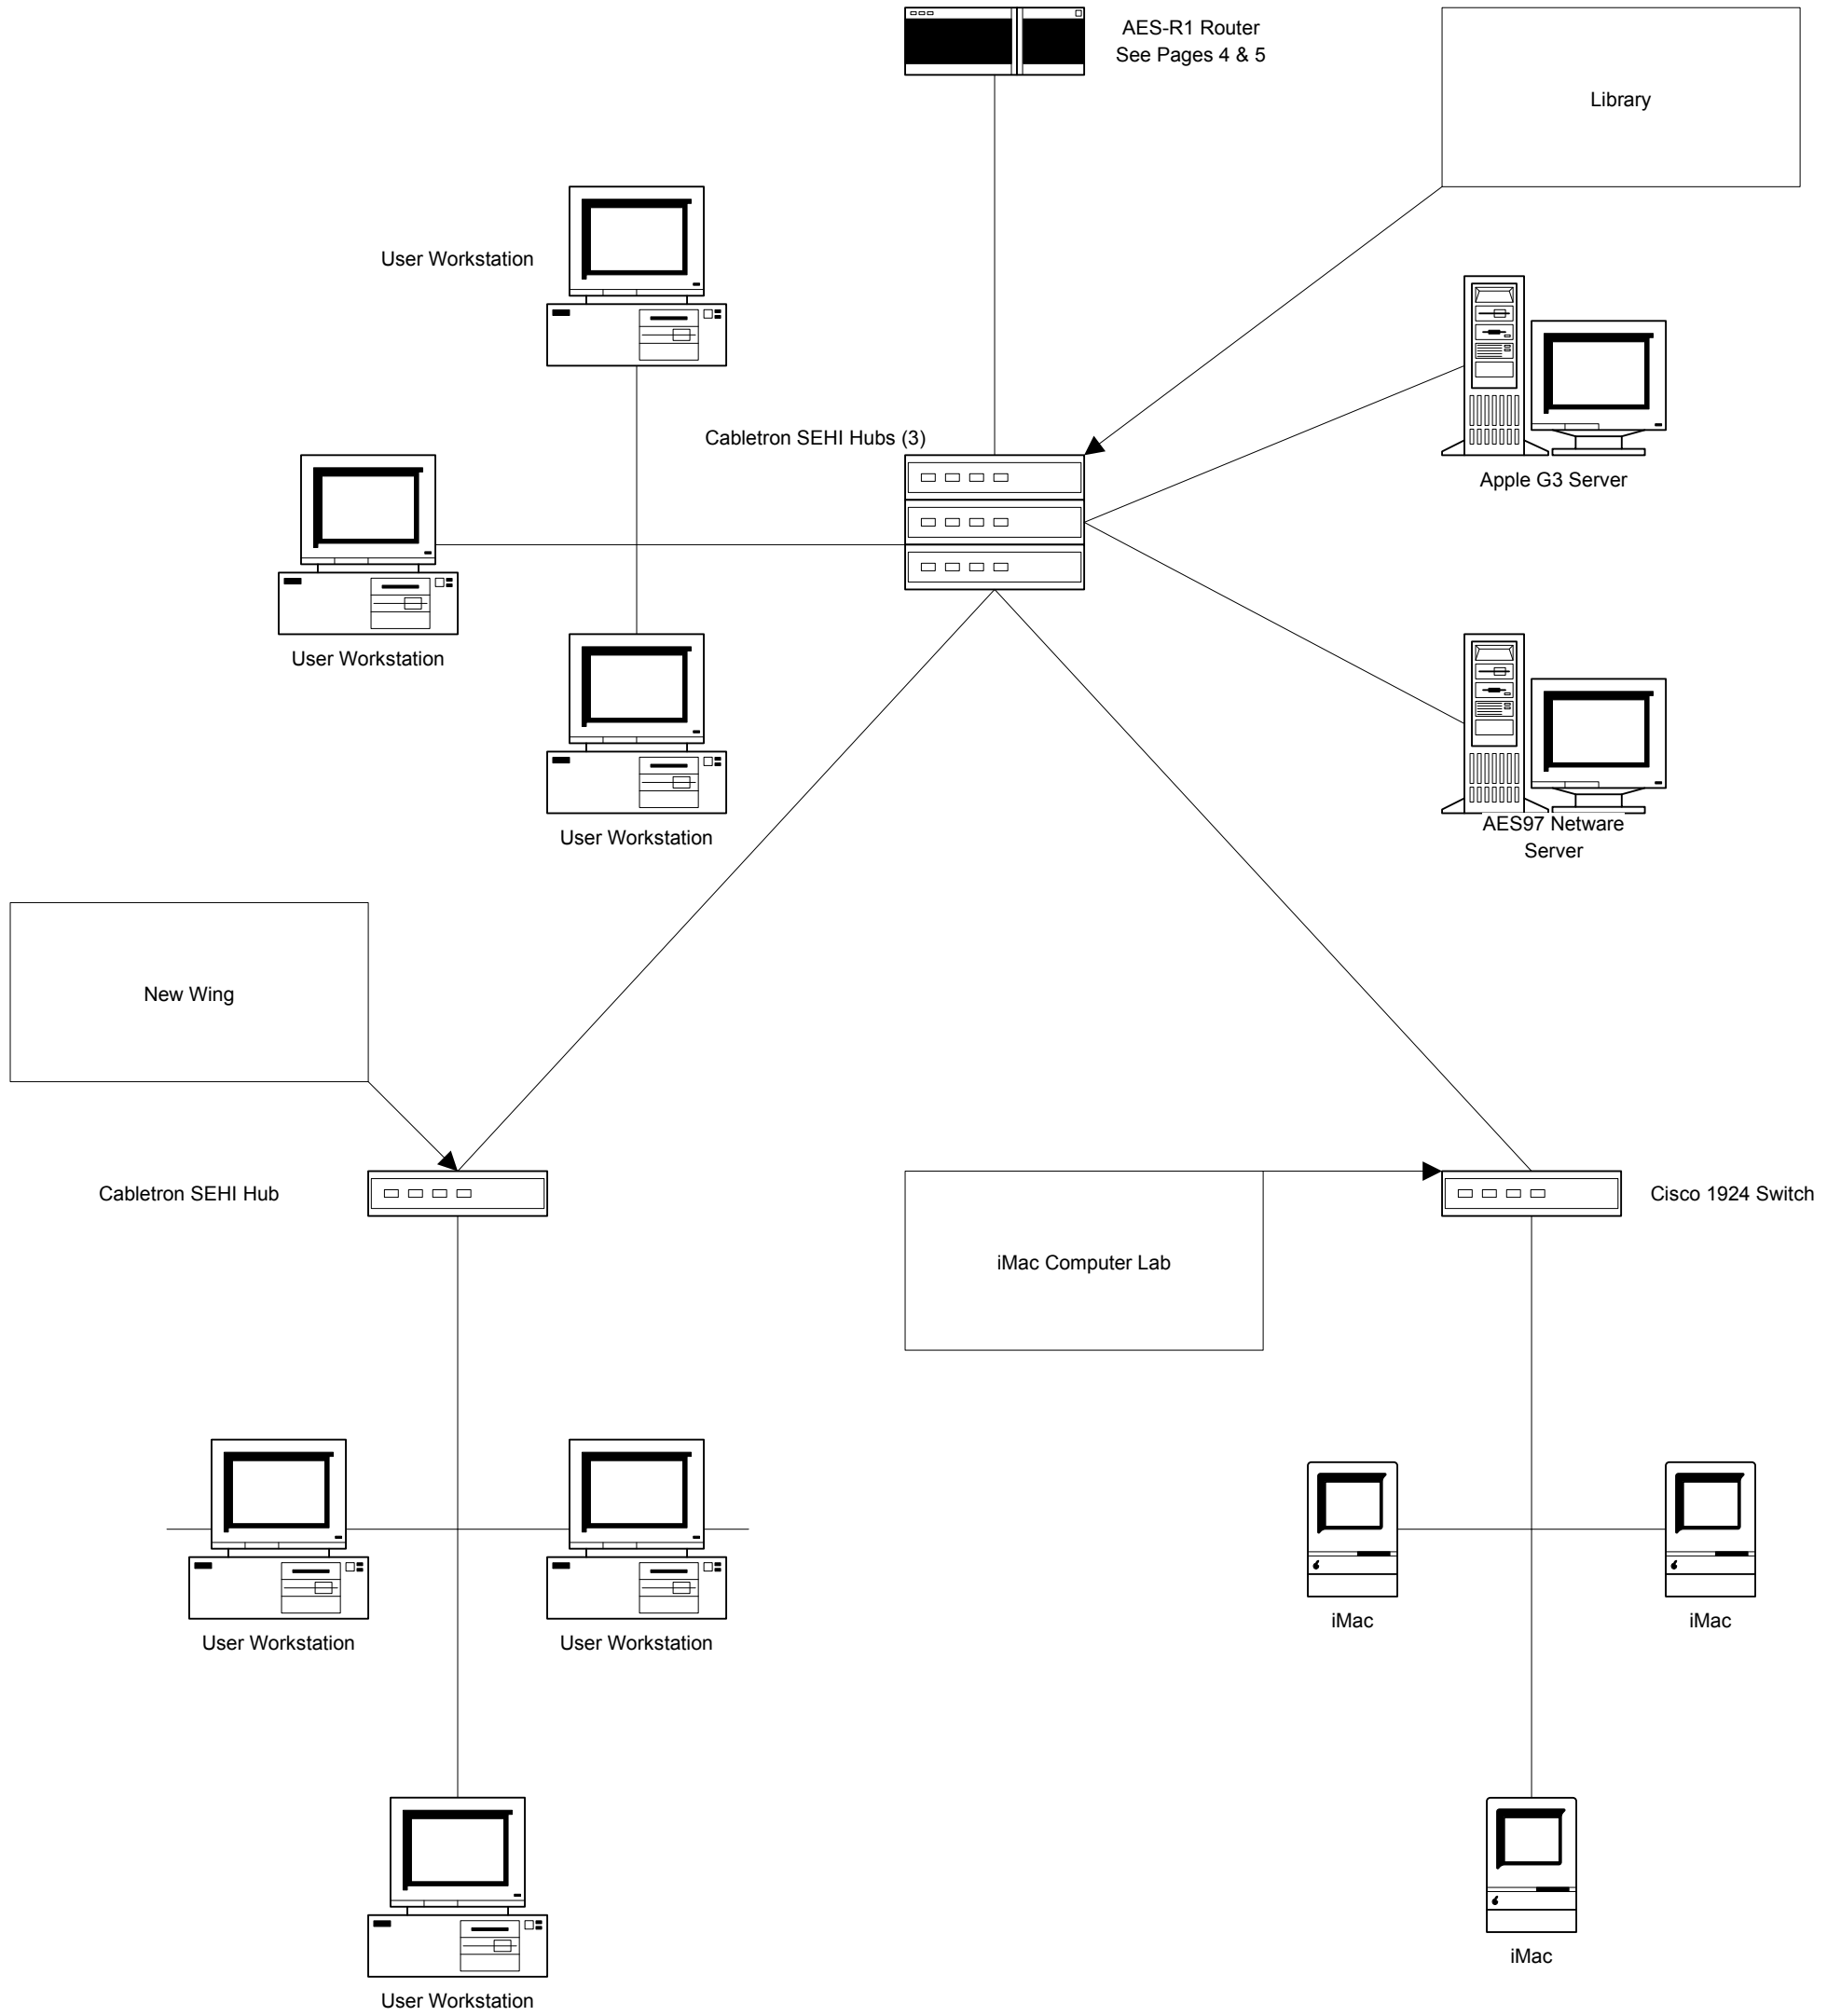 AES-R1 Router
See Pages 4 & 5
Library
User Workstation
Cabletron SEHI Hubs (3)
Apple G3 Server
User Workstation
User Workstation
AES97 Netware
Server
New Wing
Cabletron SEHI Hub
Cisco 1924 Switch
iMac Computer Lab
iMac
iMac
User Workstation
User Workstation
iMac
User Workstation